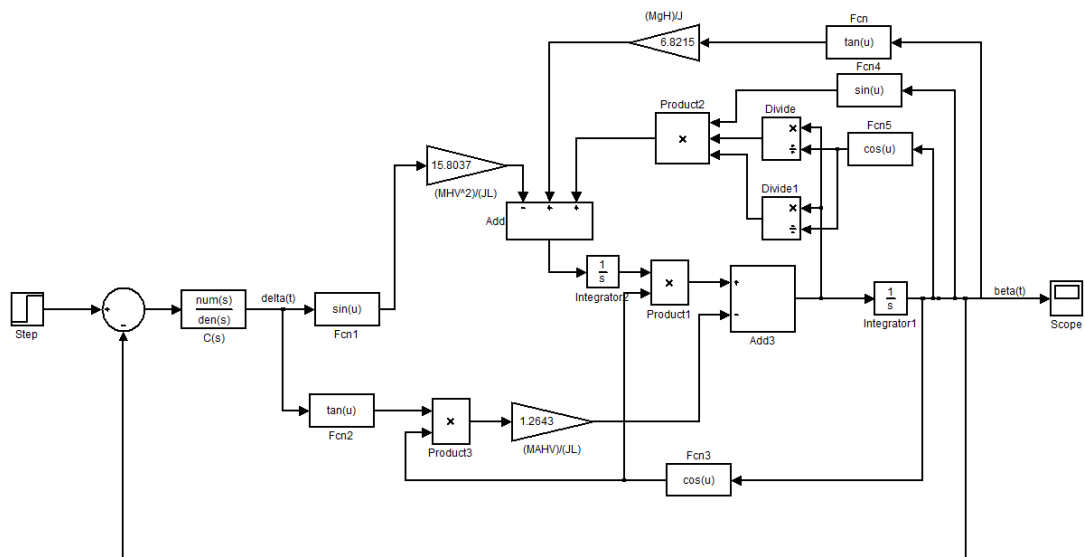 (MgH)/J
6.8215
Fcn
tan(u)
Fcn4
sin(u)
Product2
×
Divide
×
÷
Fcn5
cos(u)
15.8037
(MHV^2)/(JL)
Divide1
×
÷
- + +
Add
1
s
Integrator2
×
Product1
+
-
Add3
1
s
Integrator1
beta(t)
Scope
Step
+
-
num(s)
den(s)
C(s)
delta(t)
sin(u)
Fcn1
tan(u)
Fcn2
×
Product3
1.2643
(MAHV)/(JL)
Fcn3
cos(u)